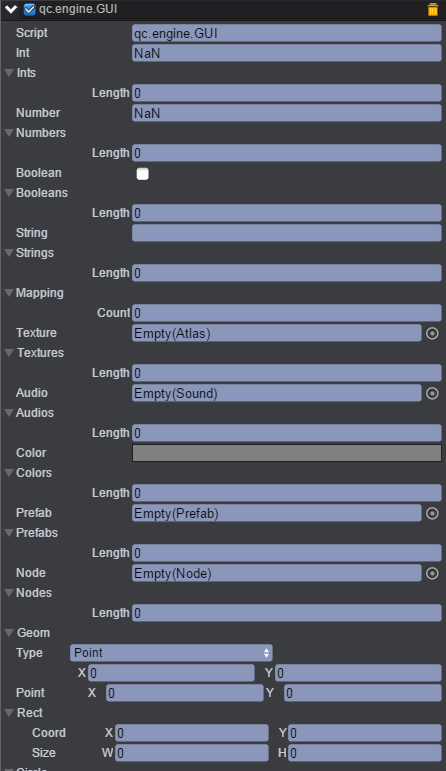 qc.engine.GUI
Script qc.engine.GUI
Int NaN
Ints
Length 0
Number NaN
Numbers
Length 0
Boolean
Booleans
Length 0
String
Strings
Length 0
Mapping
Count 0
Texture Empty(Atlas)
Textures
Length 0
Audio Empty(Sound)
Audios
Length 0
Color
Colors
Length 0
Prefab Empty(Prefab)
Prefabs
Length 0
Node Empty(Node)
Nodes
Length 0
Geom
Type Point
X 0 Y 0
Point X 0 Y 0
Rect
Coord X 0 Y 0
Size W 0 H 0
Circle